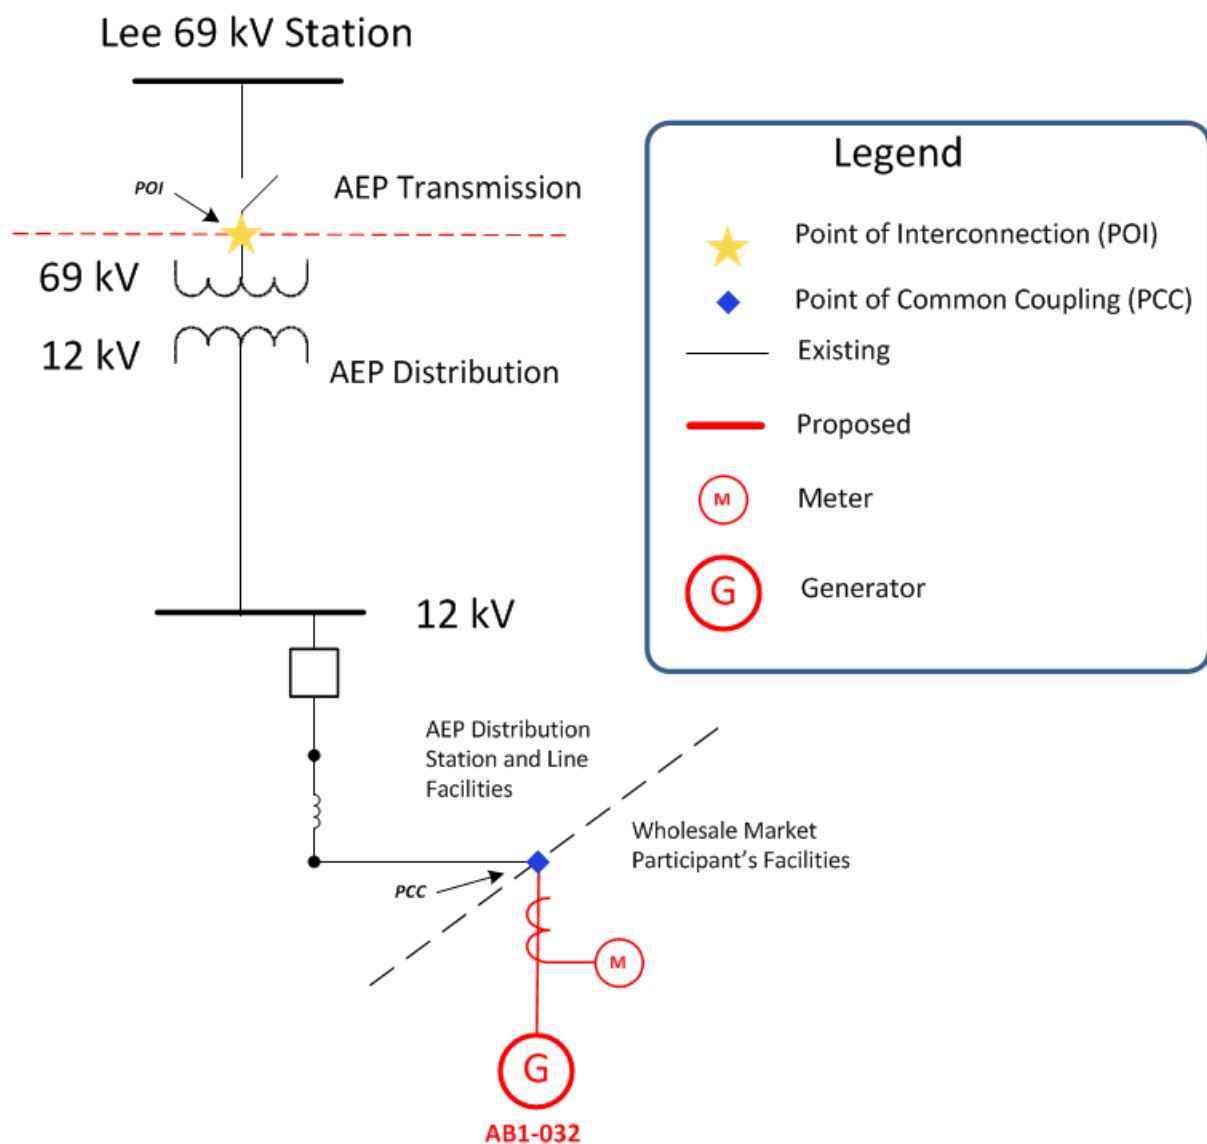 Lee 69 kV Station
POI
AEP Transmission
69 kV
12 kV
AEP Distribution
12 kV
AEP Distribution
Station and Line
Facilities
Wholesale Market
Participant's Facilities
PCC
M
G
AB1-032
Legend
Point of Interconnection (POI)
Point of Common Coupling (PCC)
Existing
Proposed
M
Meter
G
Generator